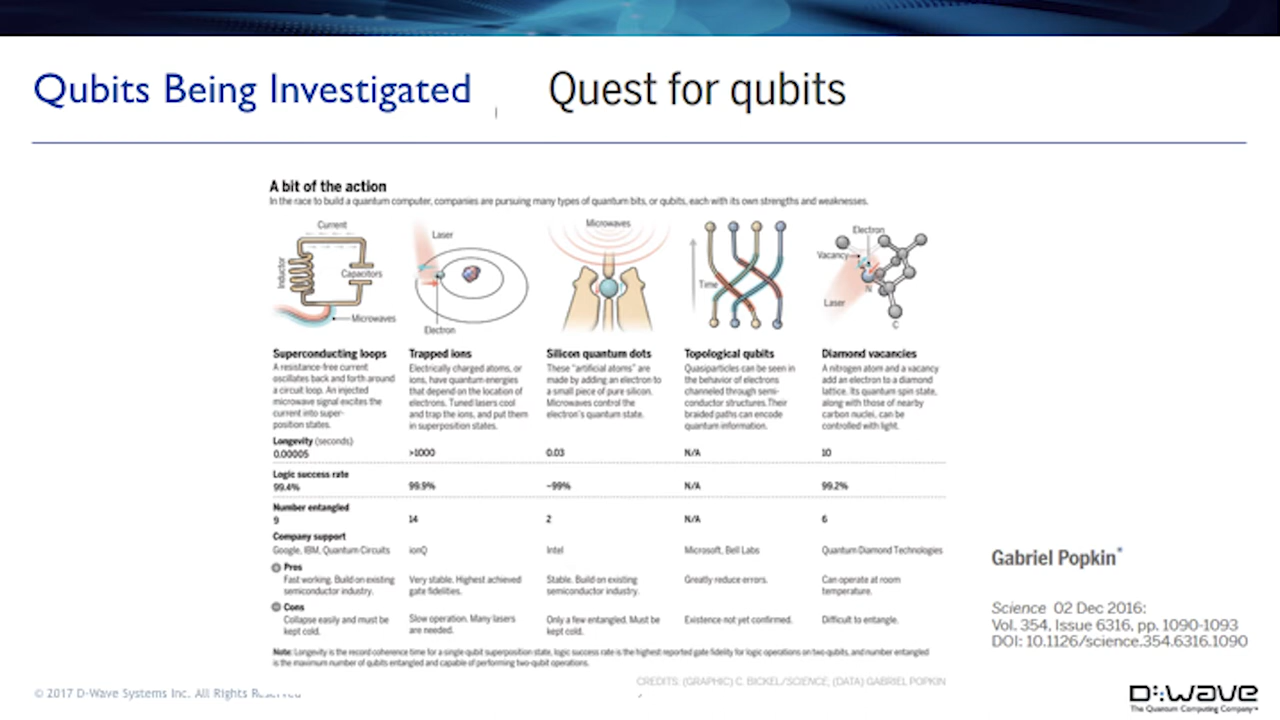 Qubits Being Investigated
Quest for qubits
A bit of the action
In the race to build a quantum computer, companies are pursuing many types of quantum bits, or qubits, each with its own strengths and weaknesses.
Current
Inductor
Capacitors
Microwaves
Laser
Electron
Microwaves
Time
Electron
Vacancy
N
Laser
C
Superconducting loops
A resistance-free current
oscillates back and forth around
a circuit loop. An injected
microwave signal excites the
current into super-
position states.
Trapped ions
Electrically charged atoms, or
ions, have quantum energies
that depend on the location of
electrons. Tuned lasers cool
and trap the ions, and put them
in superposition states.
Silicon quantum dots
These “artificial atoms” are
made by adding an electron to
a small piece of pure silicon.
Microwaves control the
electron’s quantum state.
Topological qubits
Quasiparticles can be seen in
the behavior of electrons
channeled through semi-
conductor structures. Their
braided paths can encode
quantum information.
Diamond vacancies
A nitrogen atom and a vacancy
add an electron to a diamond
lattice. Its quantum spin state,
along with those of nearby
carbon nuclei, can be
controlled with light.
Longevity (seconds)
0.00005 >1000 0.03 N/A 10
Logic success rate
99.4% 99.9% ~99% N/A 99.2%
Number entangled
9 14 2 N/A 6
Company support
Google, IBM, Quantum Circuits ionQ Intel Microsoft, Bell Labs Quantum Diamond Technologies
Pros
Fast working. Build on existing
semiconductor industry.
Very stable. Highest achieved
gate fidelities.
Stable. Build on existing
semiconductor industry.
Greatly reduce errors.
Can operate at room
temperature.
Cons
Collapse easily and must be
kept cold.
Slow operation. Many lasers
are needed.
Only a few entangled. Must be
kept cold.
Existence not yet confirmed.
Difficult to entangle.
Note: Longevity is the record coherence time for a single qubit superposition state, logic success rate is the highest reported gate fidelity for logic operations on two qubits, and number entangled
is the maximum number of qubits entangled and capable of performing two-qubit operations.
CREDITS: (GRAPHIC) C. BICKEL/SCIENCE; (DATA) GABRIEL POPKIN
Gabriel Popkin*
Science 02 Dec 2016:
Vol. 354, Issue 6316, pp. 1090-1093
DOI: 10.1126/science.354.6316.1090
© 2017 D-Wave Systems Inc. All Rights Reserved
D:wave
The Quantum Computing Company™